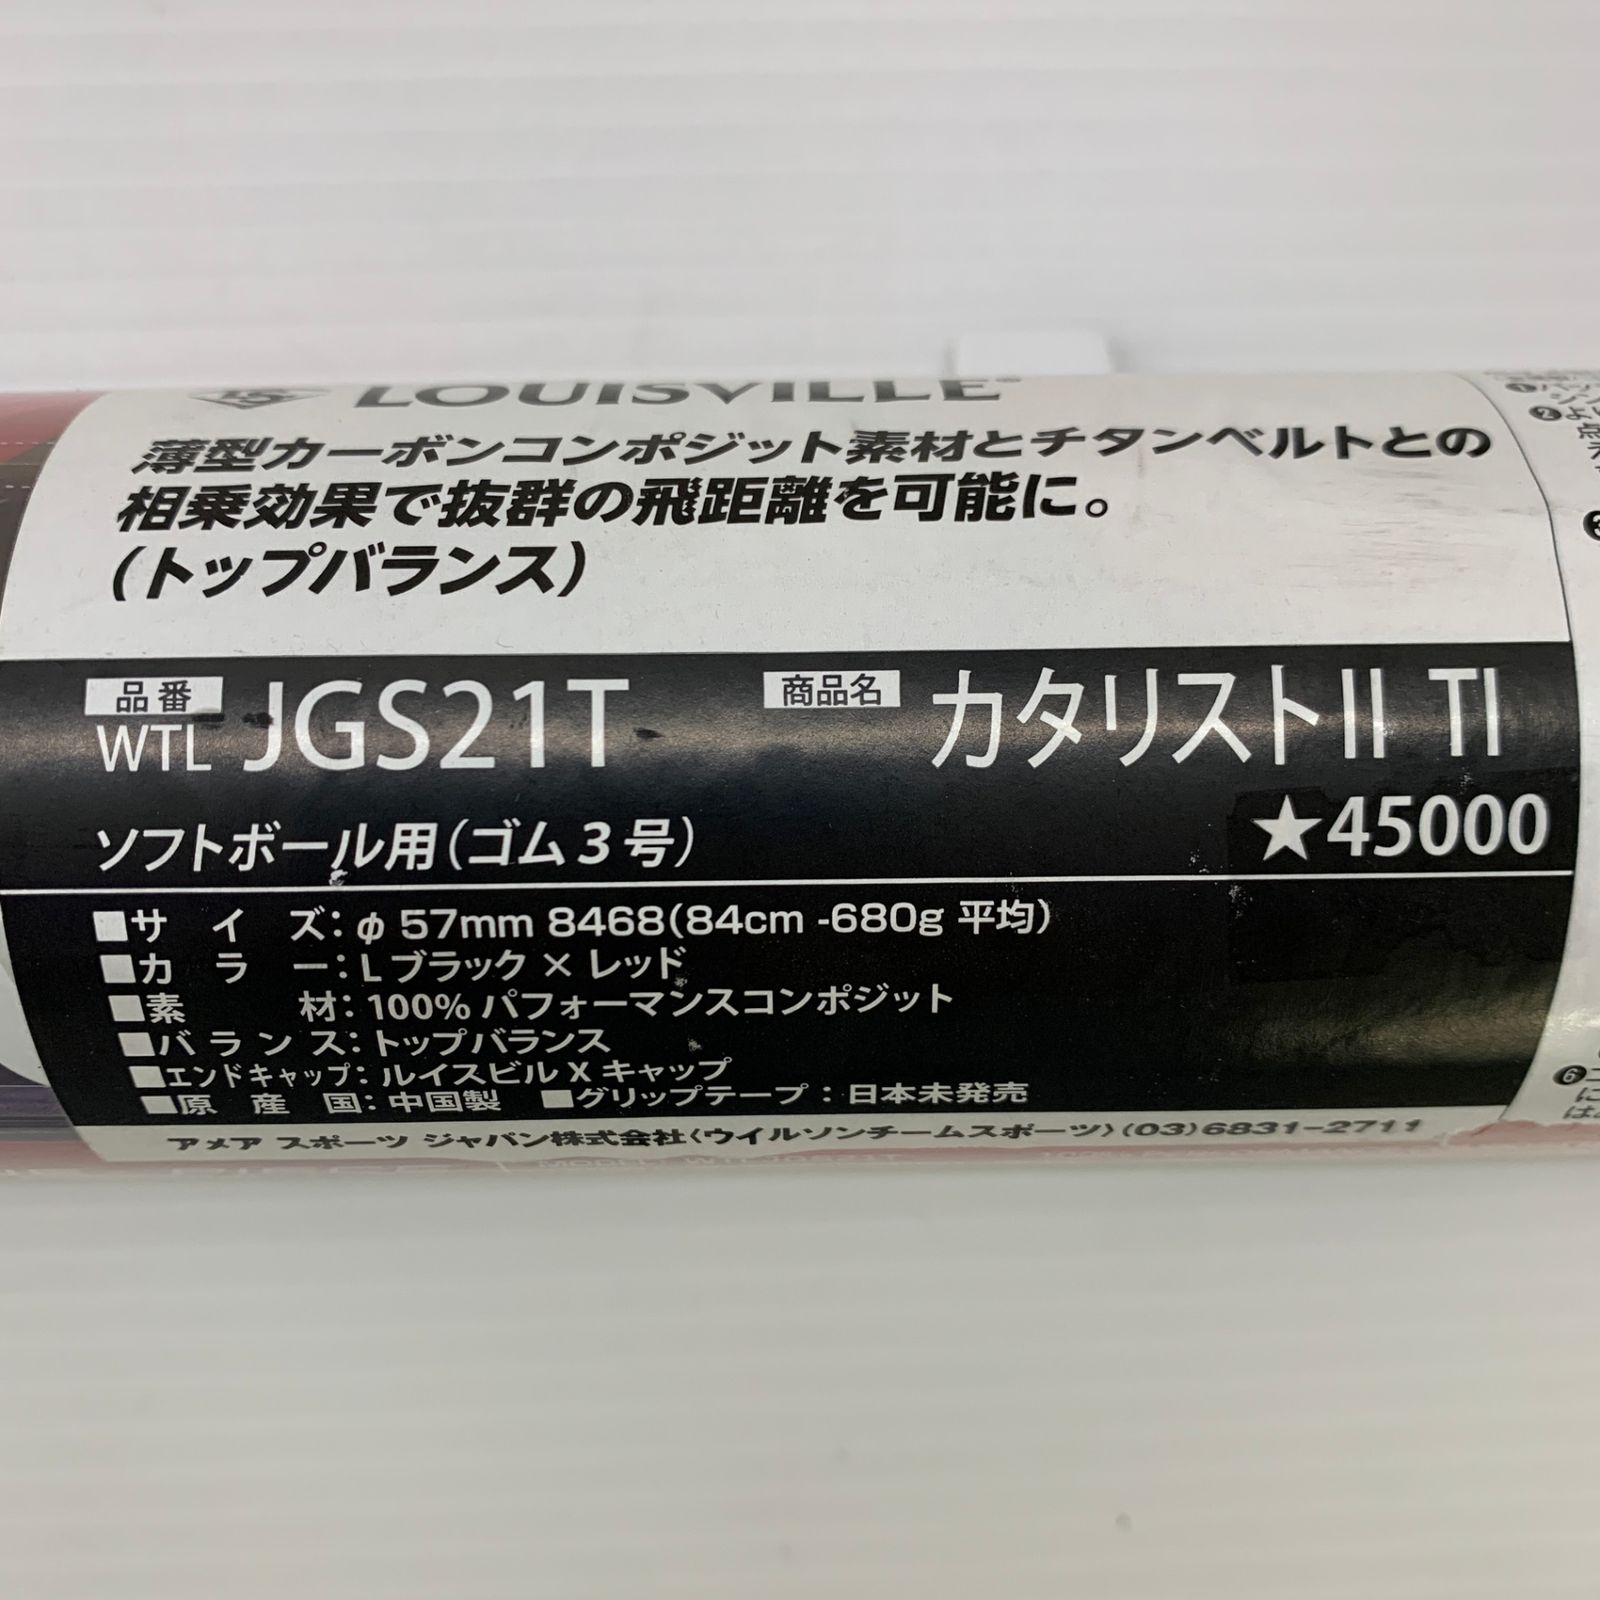 LS
LOUISVILLE
薄型カーボンコンポジット素材とチタンベルトとの
相乗効果で抜群の飛距離を可能に。
(トップバランス)
品番 WTL JGS21T 商品名 カタリストII TI
ソフトボール用(ゴム3号) ★45000
■サイズ:φ 57mm 8468(84cm -680g 平均)
■カラー:L ブラック × レッド
■素材:100% パフォーマンスコンポジット
■バランス:トップバランス
■エンドキャップ:ルイスビル X キャップ
■原産国:中国製 ■グリップテープ:日本未発売
アメア スポーツ ジャパン株式会社〈ウイルソンチームスポーツ〉(03)6831-2711